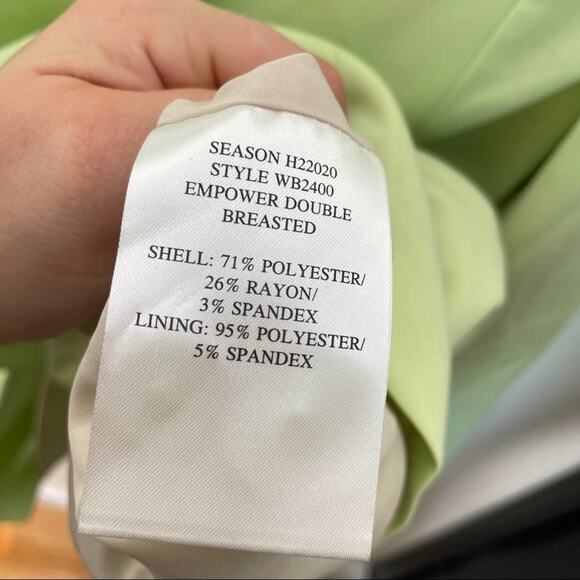 SEASON H22020
STYLE WB2400
EMPOWER DOUBLE
BREASTED
SHELL: 71% POLYESTER/
26% RAYON/
3% SPANDEX
LINING: 95% POLYESTER/
5% SPANDEX